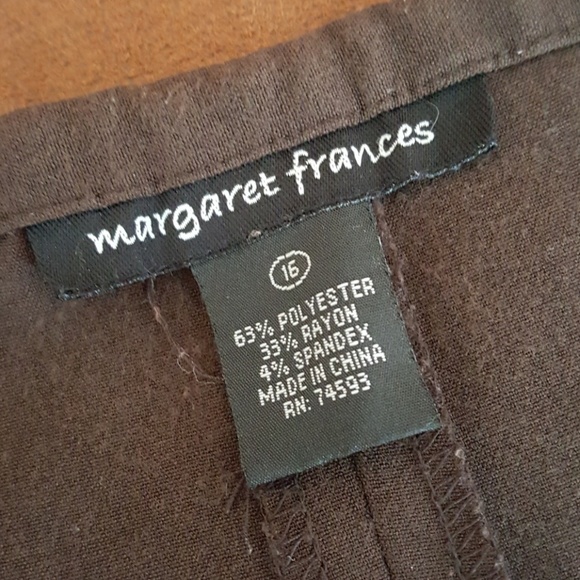 margaret frances
16
63% POLYESTER
33% RAYON
4% SPANDEX
MADE IN CHINA
RN: 74593